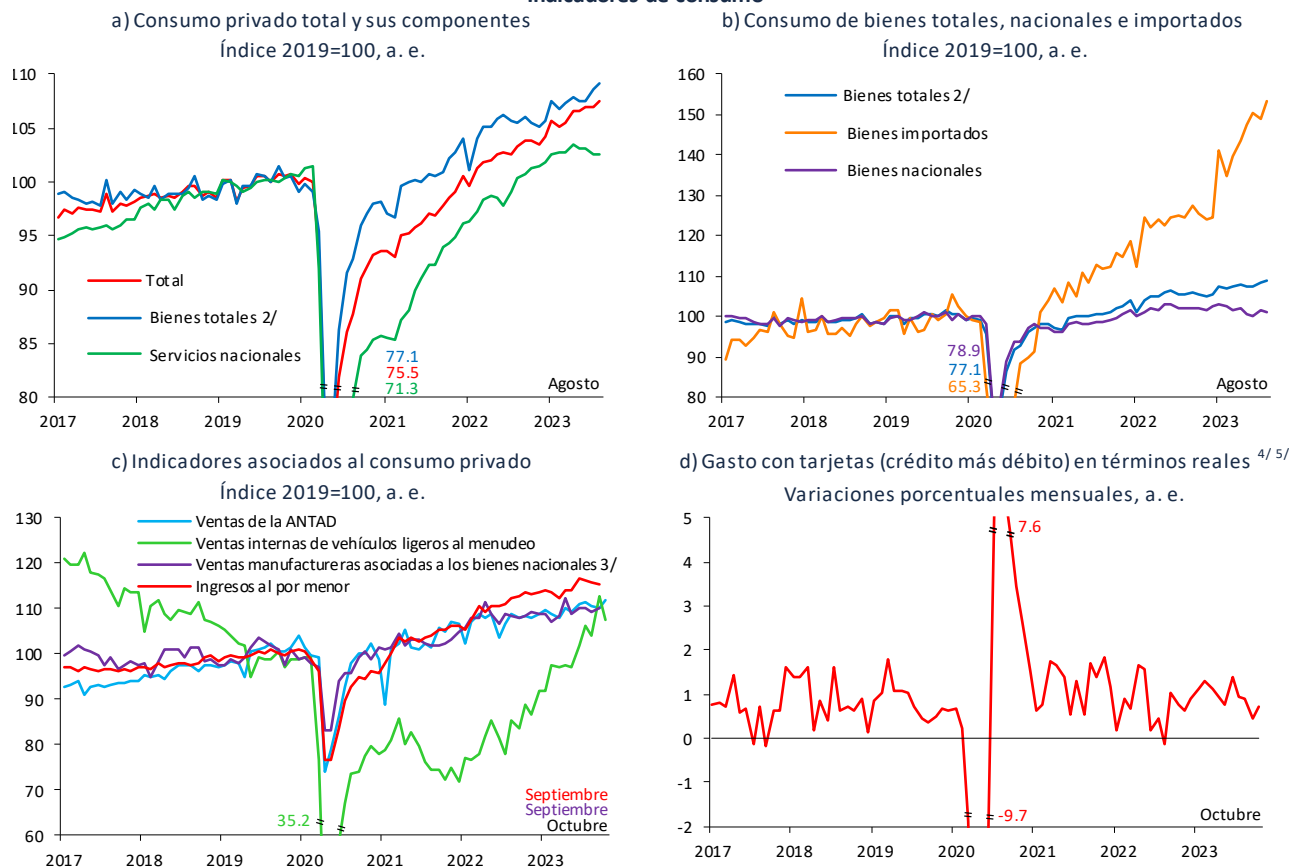 Indicadores de consumo
a) Consumo privado total y sus componentes
Índice 2019=100, a. e.
110
105
100
95
90
85
80
Total
Bienes totales 2/
Servicios nacionales
77.1
75.5
71.3
Agosto
2017 2018 2019 2020 2021 2022 2023
b) Consumo de bienes totales, nacionales e importados
Índice 2019=100, a. e.
160
150
140
130
120
110
100
90
80
Bienes totales 2/
Bienes importados
Bienes nacionales
78.9
77.1
65.3
Agosto
2017 2018 2019 2020 2021 2022 2023
c) Indicadores asociados al consumo privado
Índice 2019=100, a. e.
130
120
110
100
90
80
70
60
Ventas de la ANTAD
Ventas internas de vehículos ligeros al menudeo
Ventas manufactureras asociadas a los bienes nacionales 3/
Ingresos al por menor
35.2
Septiembre
Septiembre
Octubre
2017 2018 2019 2020 2021 2022 2023
d) Gasto con tarjetas (crédito más débito) en términos reales 4/ 5/
Variaciones porcentuales mensuales, a. e.
5
4
3
2
1
0
-1
-2
7.6
-9.7
Octubre
2017 2018 2019 2020 2021 2022 2023